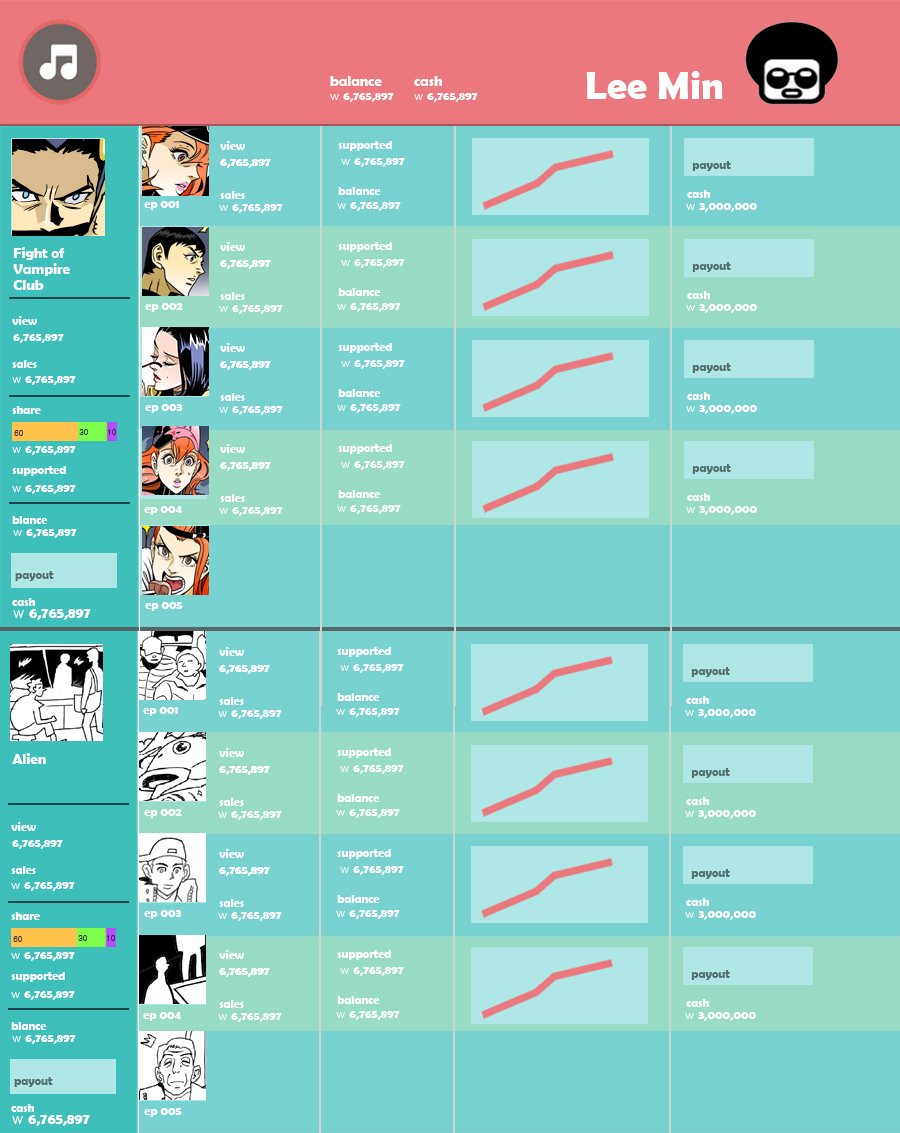 balance cash
W 6,765,897 W 6,765,897
Lee Min
Fight of
Vampire
Club
view
6,765,897
sales
W 6,765,897
share
60 30 10
W 6,765,897
supported
W 6,765,897
blance
W 6,765,897
payout
cash
W 6,765,897
ep 001
view
6,765,897
sales
W 6,765,897
supported
W 6,765,897
balance
W 6,765,897
payout
cash
W 3,000,000
ep 002
view
6,765,897
sales
W 6,765,897
supported
W 6,765,897
balance
W 6,765,897
payout
cash
W 3,000,000
ep 003
view
6,765,897
sales
W 6,765,897
supported
W 6,765,897
balance
W 6,765,897
payout
cash
W 3,000,000
ep 004
view
6,765,897
sales
W 6,765,897
supported
W 6,765,897
balance
W 6,765,897
payout
cash
W 3,000,000
ep 005
Alien
view
6,765,897
sales
W 6,765,897
share
60 30 10
W 6,765,897
supported
W 6,765,897
blance
W 6,765,897
payout
cash
W 6,765,897
ep 001
view
6,765,897
sales
W 6,765,897
supported
W 6,765,897
balance
W 6,765,897
payout
cash
W 3,000,000
ep 002
view
6,765,897
sales
W 6,765,897
supported
W 6,765,897
balance
W 6,765,897
payout
cash
W 3,000,000
ep 003
view
6,765,897
sales
W 6,765,897
supported
W 6,765,897
balance
W 6,765,897
payout
cash
W 3,000,000
ep 004
view
6,765,897
sales
W 6,765,897
supported
W 6,765,897
balance
W 6,765,897
payout
cash
W 3,000,000
ep 005